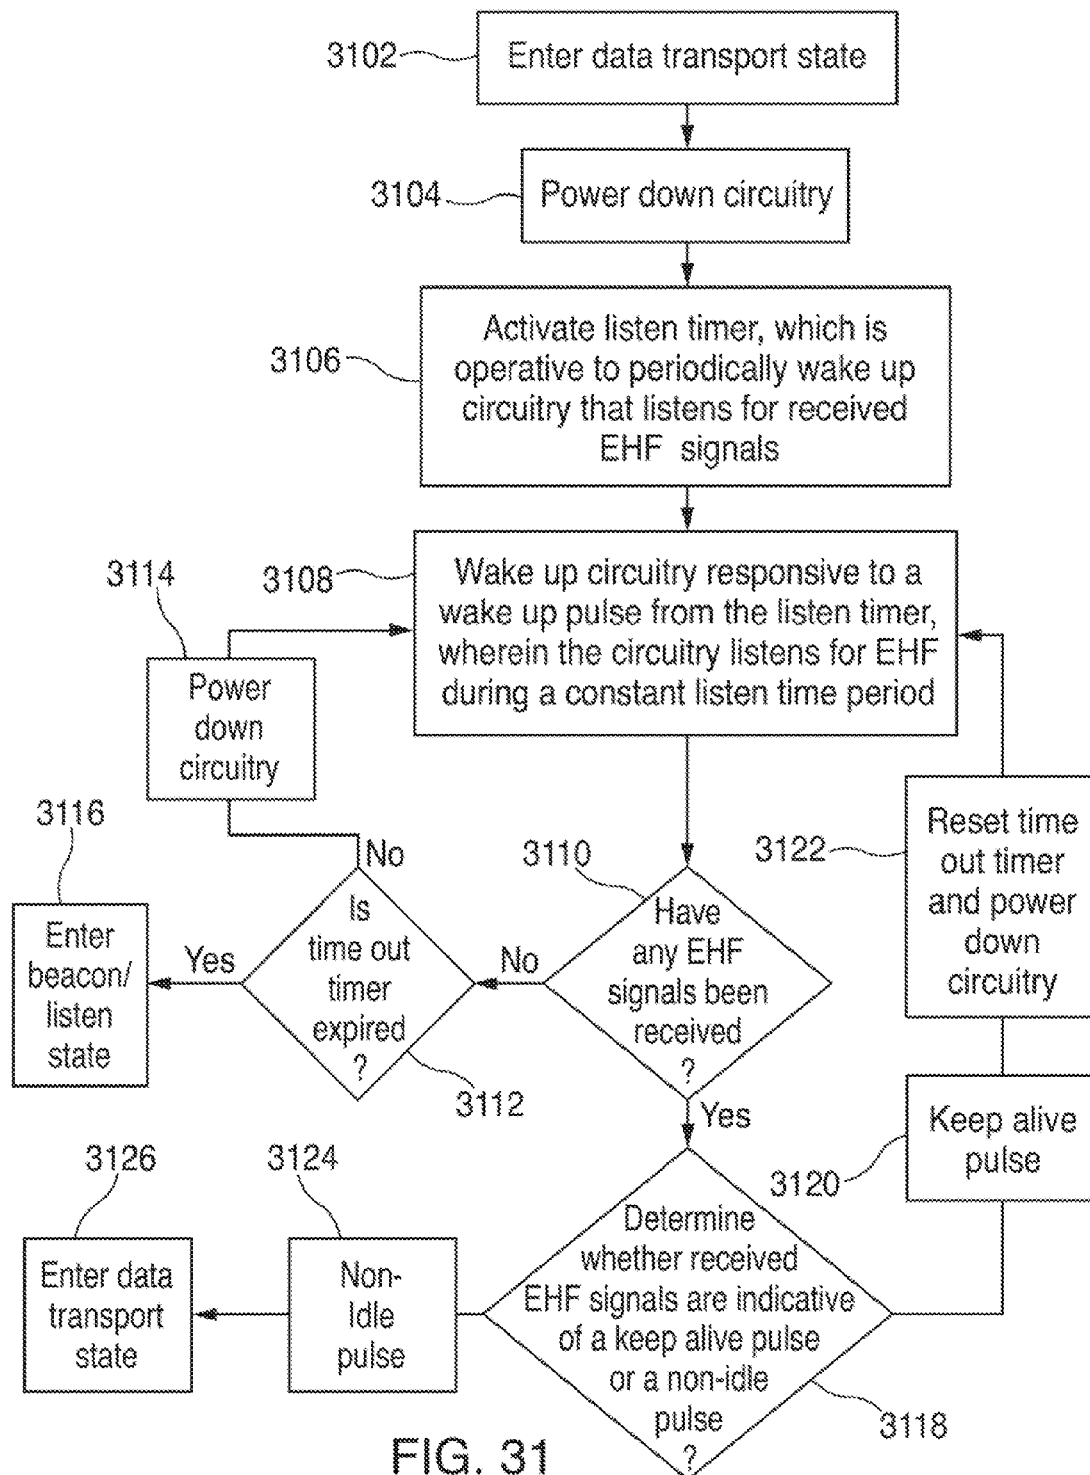 3102
Enter data transport state
3104
Power down circuitry
3106
Activate listen timer, which is
operative to periodically wake up
circuitry that listens for received
EHF signals
3108
Wake up circuitry responsive to a
wake up pulse from the listen timer,
wherein the circuitry listens for EHF
during a constant listen time period
3114
Power
down
circuitry
3116
Enter
beacon/
listen
state
Yes
No
Is
time out
timer
expired
?
3112
No
3110
Have
any EHF
signals been
received
?
Yes
3122
Reset time
out timer
and power
down
circuitry
3120
Keep alive
pulse
3126
Enter data
transport
state
3124
Non-
Idle
pulse
Determine
whether received
EHF signals are indicative
of a keep alive pulse
or a non-idle
pulse
?
3118
FIG. 31